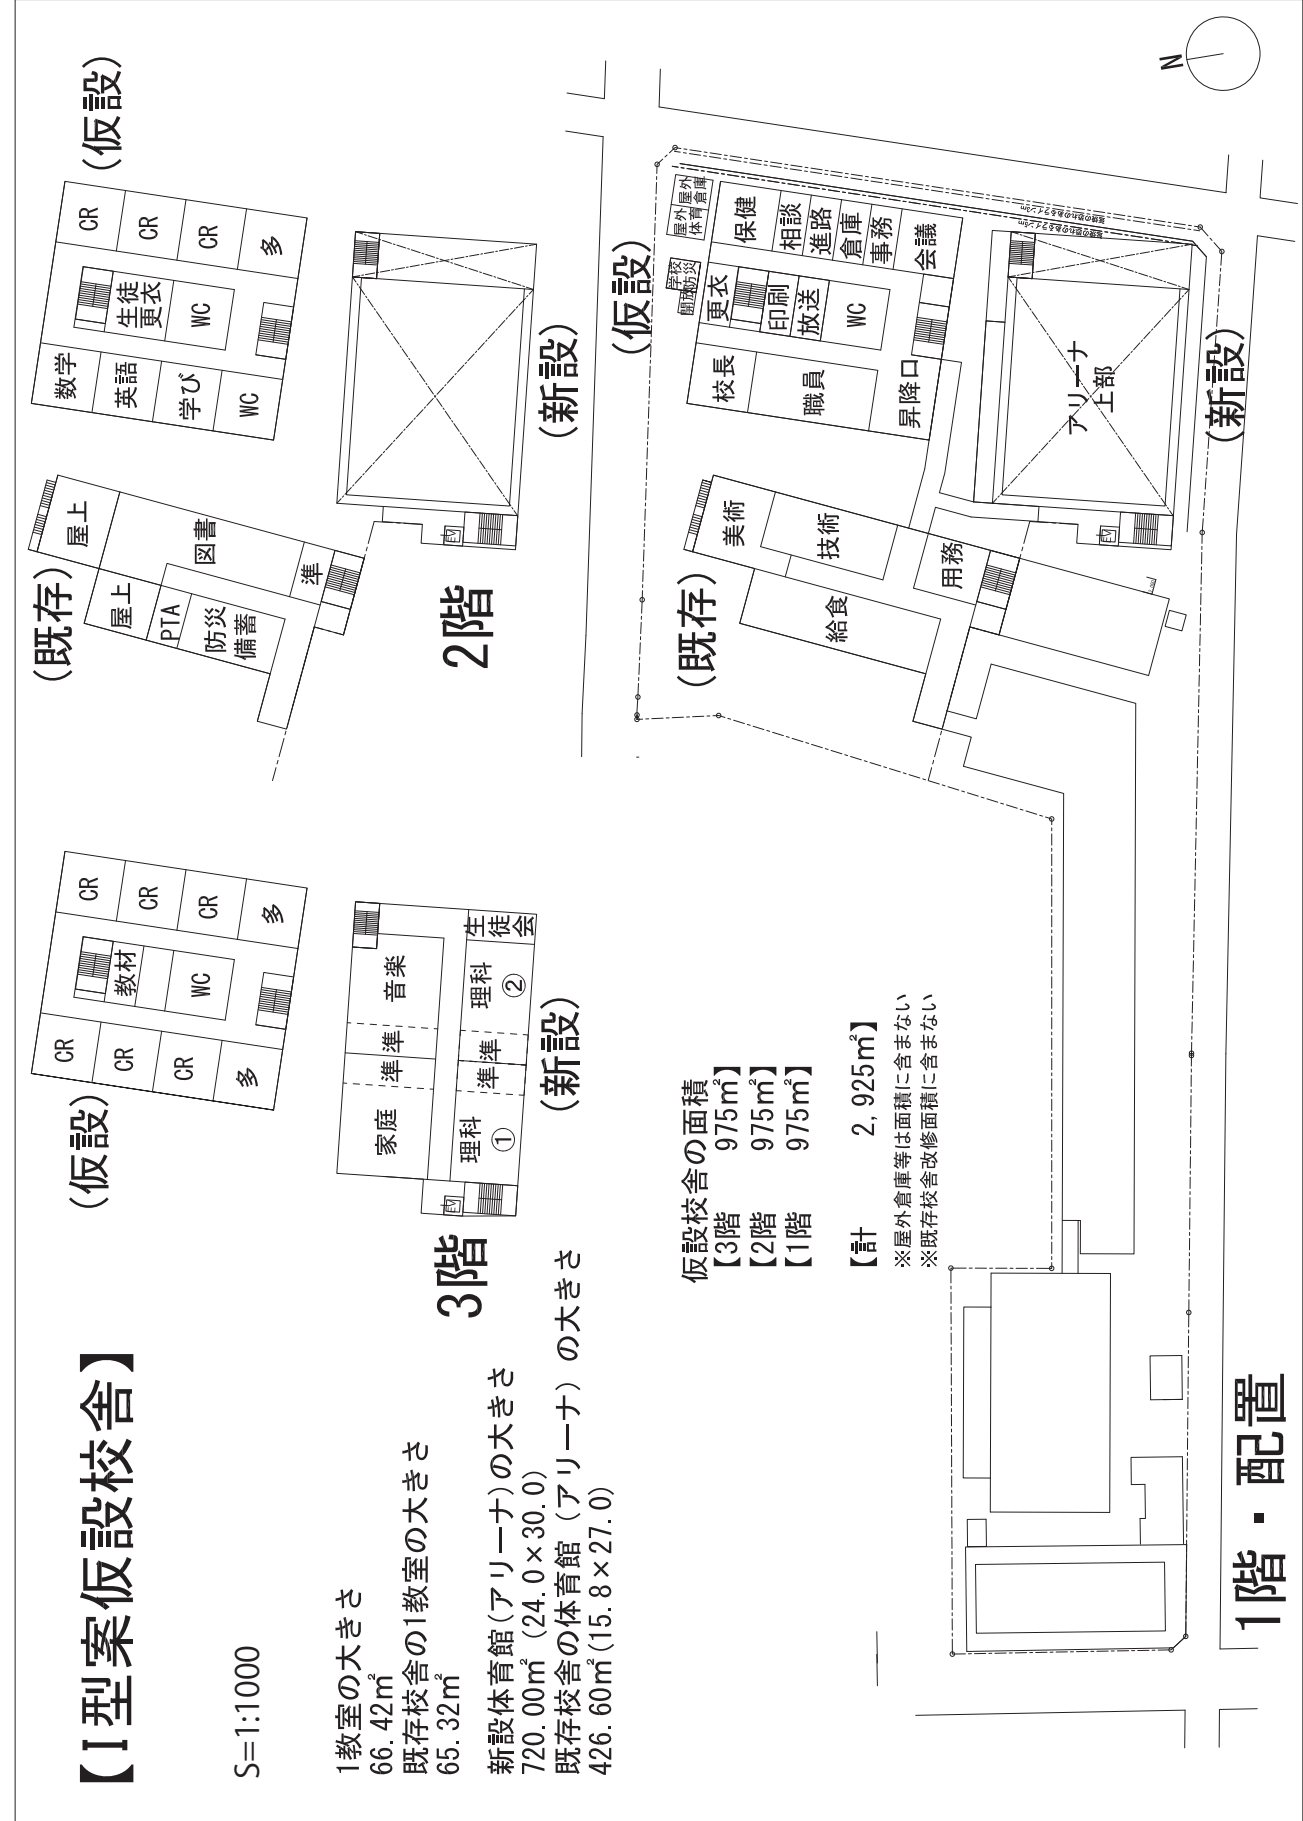 【Ⅰ型案仮設校舎】
S=1:1000
1教室の大きさ
66.42㎡
既存校舎の1教室の大きさ
65.32㎡
新設体育館(アリーナ)の大きさ
720.00㎡ (24.0×30.0)
既存校舎の体育館 (アリーナ) の大きさ
426.60㎡(15.8×27.0)
(仮設)
CR
CR
CR
多
教材
WC
CR
CR
CR
多
3階
家庭
準
準
音楽
理科
①
準
準
理科
②
生徒会
EV
(新設)
(既存)
屋上
屋上
図書
PTA
防災
備蓄
準
2階
(仮設)
数学
英語
学び
WC
生徒
更衣
WC
CR
CR
CR
多
EV
(新設)
仮設校舎の面積
【3階 975㎡】
【2階 975㎡】
【1階 975㎡】
【計 2,925㎡】
※屋外倉庫等は面積に含まない
※既存校舎改修面積に含まない
(既存)
美術
技術
給食
用務
(仮設)
学校
開放
防災
屋外
体育
屋外
倉庫
校長
職員
昇降口
更衣
印刷
放送
WC
保健
相談
進路
倉庫
事務
会議
アリーナ
上部
EV
(新設)
1階・配置
N